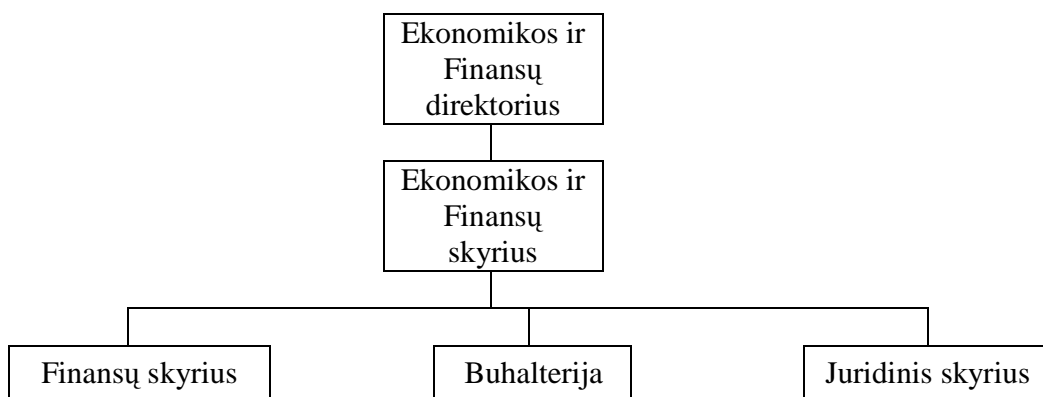 Ekonomikos ir
Finansų
direktorius
Ekonomikos ir
Finansų
skyrius
Finansų skyrius
Buhalterija
Juridinis skyrius